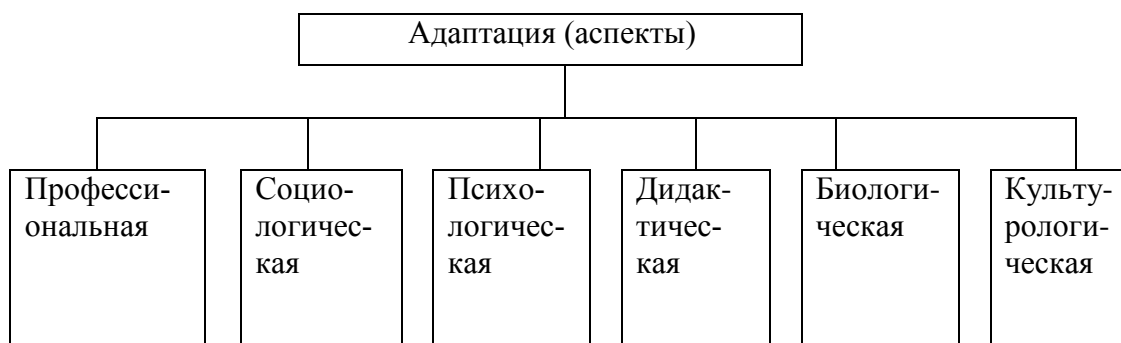 Адаптация (аспекты)
Професси-
ональная
Социо-
логичес-
кая
Психо-
логичес-
кая
Дидак-
тичес-
кая
Биологи-
ческая
Культу-
рологи-
ческая